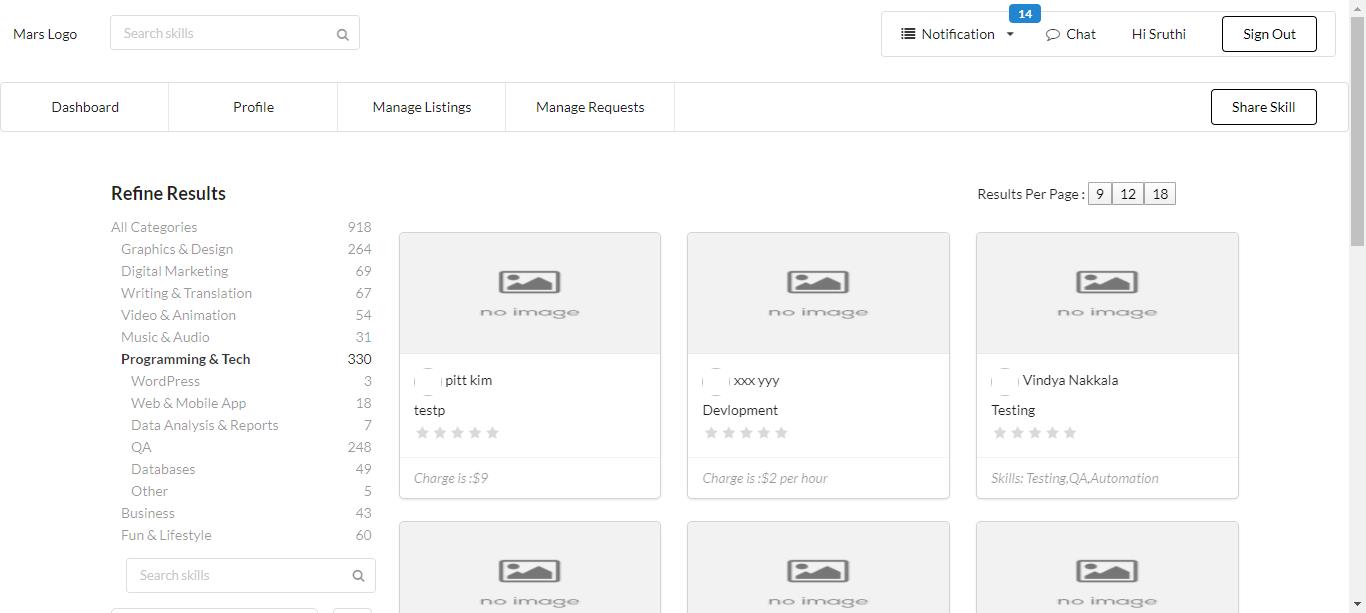 14
Mars Logo
Search skills
Notification
Chat
Hi Sruthi
Sign Out
Dashboard
Profile
Manage Listings
Manage Requests
Share Skill
Refine Results
Results Per Page : 9 12 18
All Categories 918
Graphics & Design 264
Digital Marketing 69
Writing & Translation 67
Video & Animation 54
Music & Audio 31
Programming & Tech 330
WordPress 3
Web & Mobile App 18
Data Analysis & Reports 7
QA 248
Databases 49
Other 5
Business 43
Fun & Lifestyle 60
Search skills
no image
pitt kim
testp
Charge is :$9
no image
xxx yyy
Devlopment
Charge is :$2 per hour
no image
Vindya Nakkala
Testing
Skills: Testing,QA,Automation
no image
no image
no image